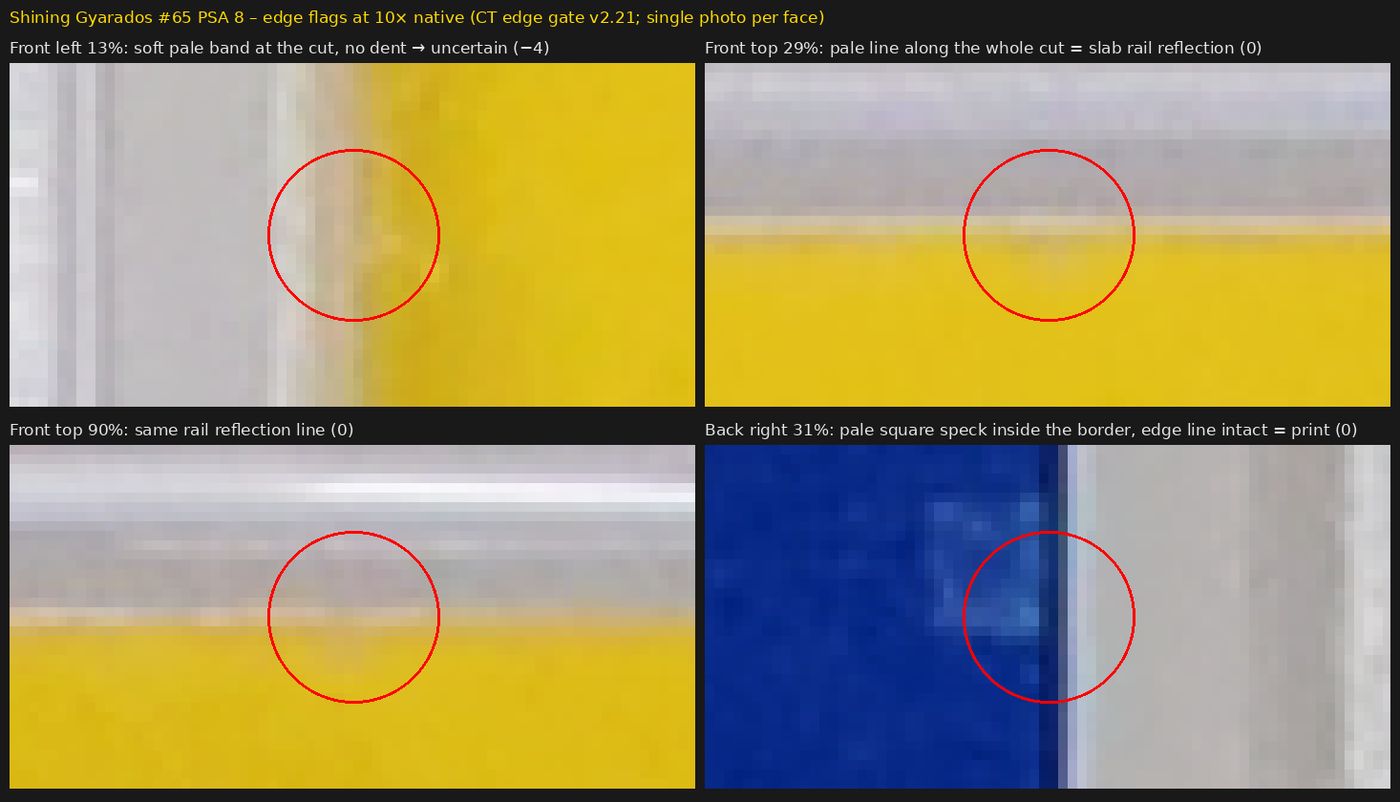 Shining Gyarados #65 PSA 8 – edge flags at 10× native (CT edge gate v2.21; single photo per face)
Front left 13%: soft pale band at the cut, no dent → uncertain (−4)
Front top 29%: pale line along the whole cut = slab rail reflection (0)
Front top 90%: same rail reflection line (0)
Back right 31%: pale square speck inside the border, edge line intact = print (0)